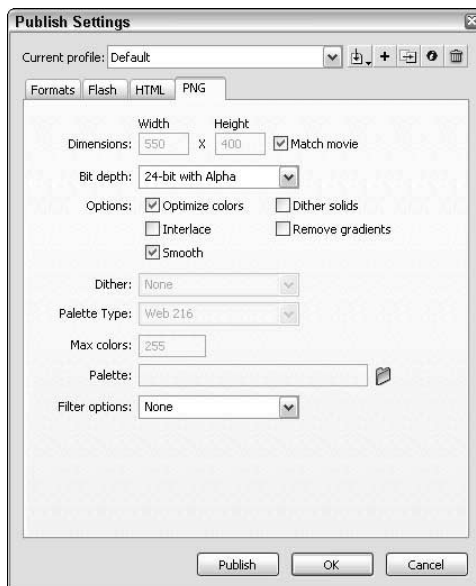 Publish Settings
Current profile: Default
Formats Flash HTML PNG
Width Height
Dimensions: 550 X 400 Match movie
Bit depth: 24-bit with Alpha
Options: Optimize colors Dither solids
Interlace Remove gradients
Smooth
Dither: None
Palette Type: Web 216
Max colors: 255
Palette:
Filter options: None
Publish OK Cancel